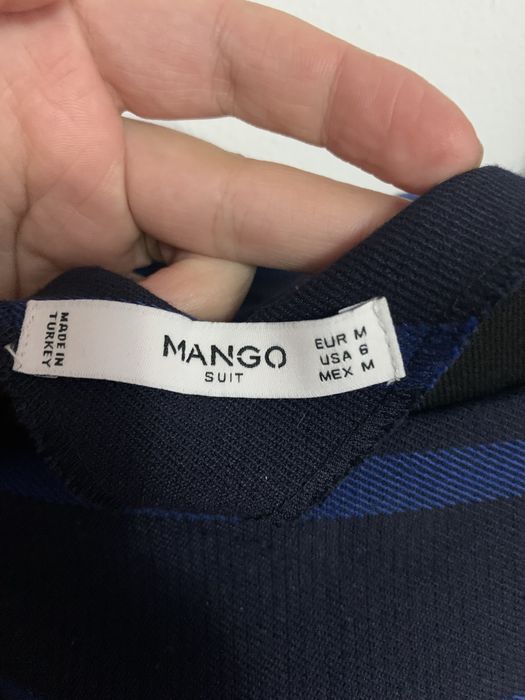 MADE IN
TURKEY
MANGO
SUIT
EUR M
USA 6
MEX M